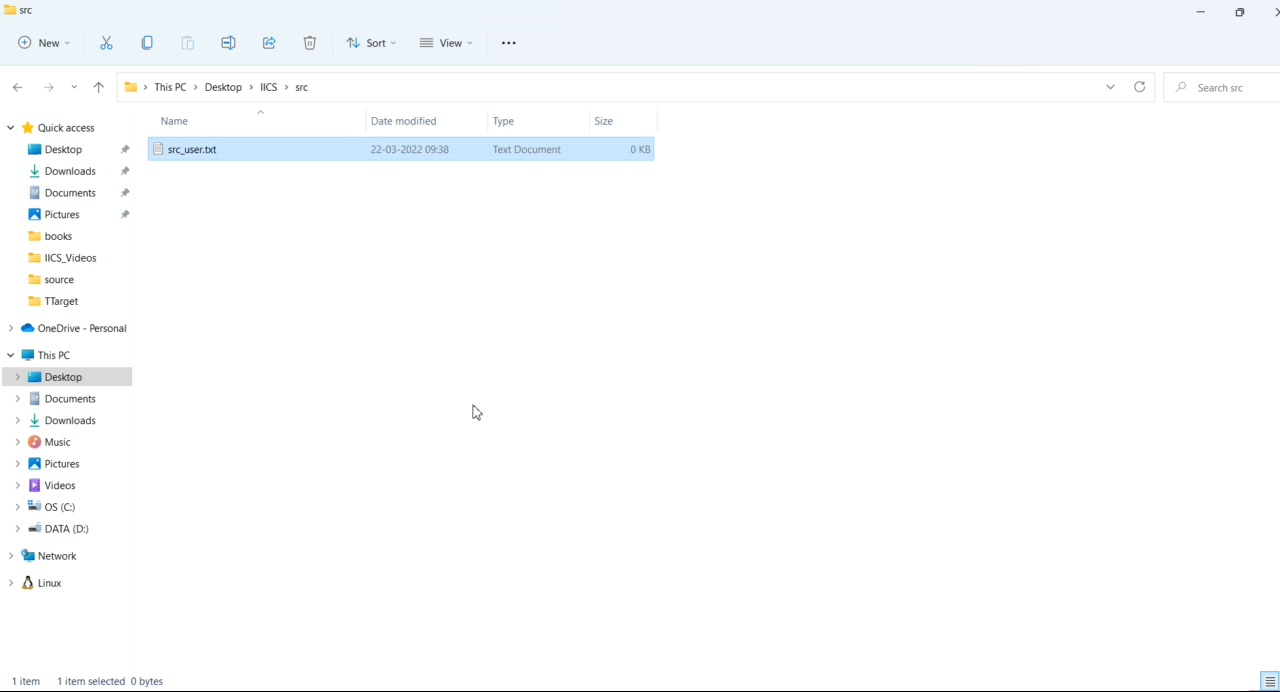 src
New
Sort
View
This PC > Desktop > IICS > src
Search src
Name
Date modified
Type
Size
src_user.txt
22-03-2022 09:38
Text Document
0 KB
Quick access
Desktop
Downloads
Documents
Pictures
books
IICS_Videos
source
TTarget
OneDrive - Personal
This PC
Desktop
Documents
Downloads
Music
Pictures
Videos
OS (C:)
DATA (D:)
Network
Linux
1 item 1 item selected 0 bytes